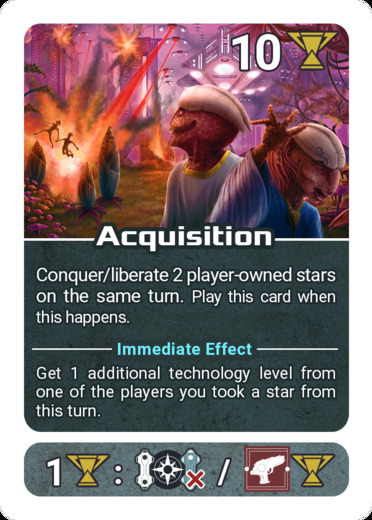 10
Acquisition
Conquer/liberate 2 player-owned stars
on the same turn. Play this card when
this happens.
Immediate Effect
Get 1 additional technology level from
one of the players you took a star from
this turn.
1 : /